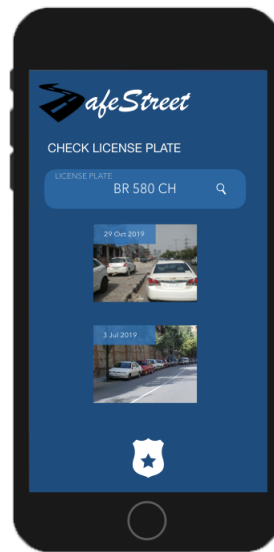 SafeStreet
CHECK LICENSE PLATE
LICENSE PLATE
BR 580 CH
29 Oct 2019
3 Jul 2019